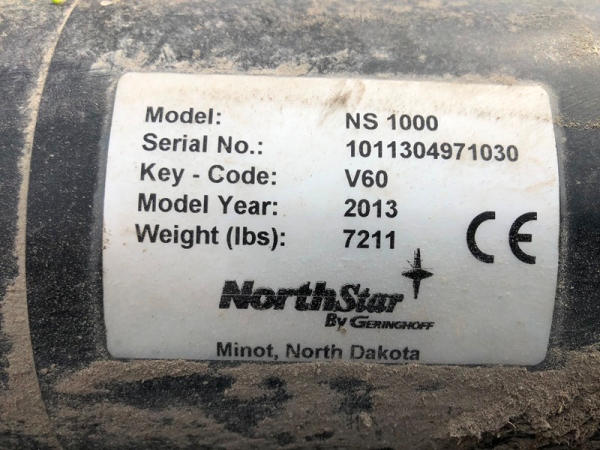 Model: NS 1000
Serial No.: 1011304971030
Key - Code: V60
Model Year: 2013
Weight (lbs): 7211
CE
NorthStar
By GERINGHOFF
Minot, North Dakota